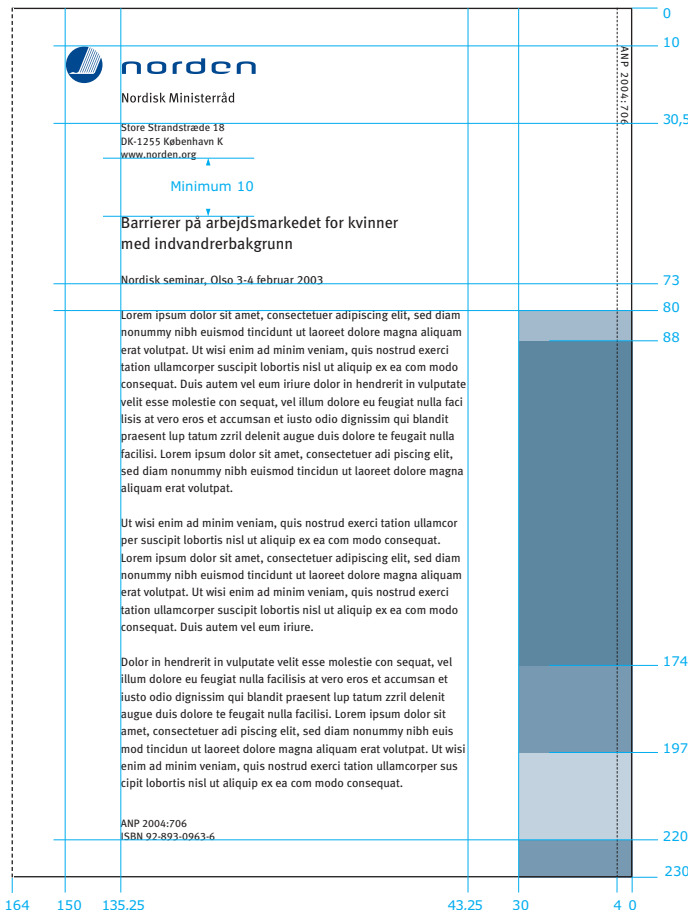 0
10
norden
ANP 2004:706
Nordisk Ministerråd
30,5
Store Strandstræde 18
DK-1255 København K
www.norden.org
Minimum 10
Barrierer på arbejdsmarkedet for kvinner
med indvandrerbakgrunn
Nordisk seminar, Olso 3-4 februar 2003
73
80
88
Lorem ipsum dolor sit amet, consectetuer adipiscing elit, sed diam
nonummy nibh euismod tincidunt ut laoreet dolore magna aliquam
erat volutpat. Ut wisi enim ad minim veniam, quis nostrud exerci
tation ullamcorper suscipit lobortis nisl ut aliquip ex ea com modo
consequat. Duis autem vel eum iriure dolor in hendrerit in vulputate
velit esse molestie con sequat, vel illum dolore eu feugiat nulla faci
lisis at vero eros et accumsan et iusto odio dignissim qui blandit
praesent lup tatum zzril delenit augue duis dolore te feugait nulla
facilisi. Lorem ipsum dolor sit amet, consectetuer adi piscing elit,
sed diam nonummy nibh euismod tincidun ut laoreet dolore magna
aliquam erat volutpat.
Ut wisi enim ad minim veniam, quis nostrud exerci tation ullamcor
per suscipit lobortis nisl ut aliquip ex ea com modo consequat.
Lorem ipsum dolor sit amet, consectetuer adipiscing elit, sed diam
nonummy nibh euismod tincidunt ut laoreet dolore magna aliquam
erat volutpat. Ut wisi enim ad minim veniam, quis nostrud exerci
tation ullamcorper suscipit lobortis nisl ut aliquip ex ea com modo
consequat. Duis autem vel eum iriure.
Dolor in hendrerit in vulputate velit esse molestie con sequat, vel
illum dolore eu feugiat nulla facilisis at vero eros et accumsan et
iusto odio dignissim qui blandit praesent lup tatum zzril delenit
augue duis dolore te feugait nulla facilisi. Lorem ipsum dolor sit
amet, consectetuer adi piscing elit, sed diam nonummy nibh euis
mod tincidun ut laoreet dolore magna aliquam erat volutpat. Ut wisi
enim ad minim veniam, quis nostrud exerci tation ullamcorper sus
cipit lobortis nisl ut aliquip ex ea com modo consequat.
174
197
ANP 2004:706
ISBN 92-893-0963-6
220
230
164 150 135,25 43,25 30 4 0